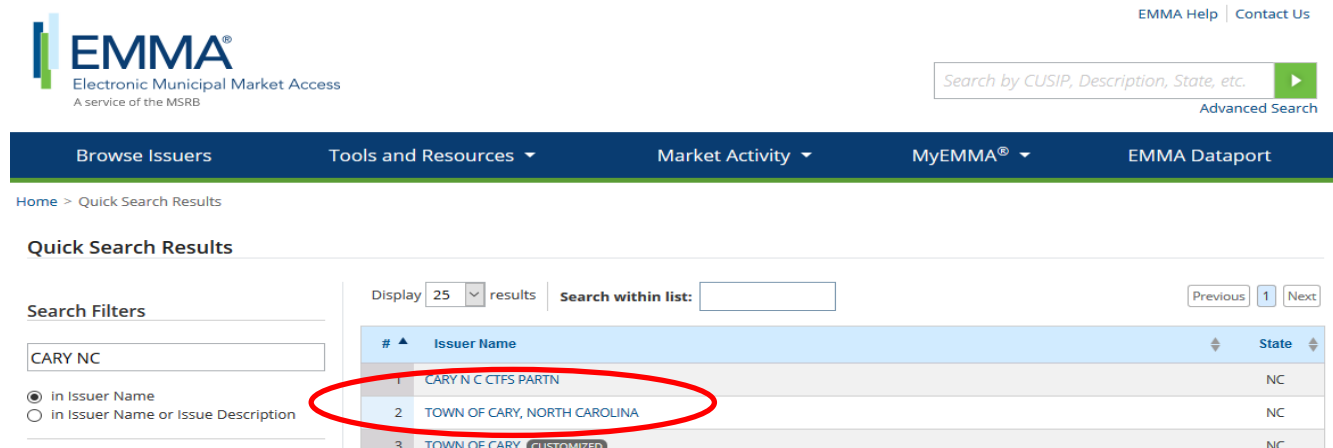 EMMA Help Contact Us
EMMA®
Electronic Municipal Market Access
A service of the MSRB
Search by CUSIP, Description, State, etc.
Advanced Search
Browse Issuers Tools and Resources Market Activity MyEMMA® EMMA Dataport
Home > Quick Search Results
Quick Search Results
Display 25 results Search within list: Previous 1 Next
Search Filters
# Issuer Name State
CARY NC
1 CARY N C CTFS PARTN NC
in Issuer Name
2 TOWN OF CARY, NORTH CAROLINA NC
in Issuer Name or Issue Description
3 TOWN OF CARY CUSTOMIZED NC